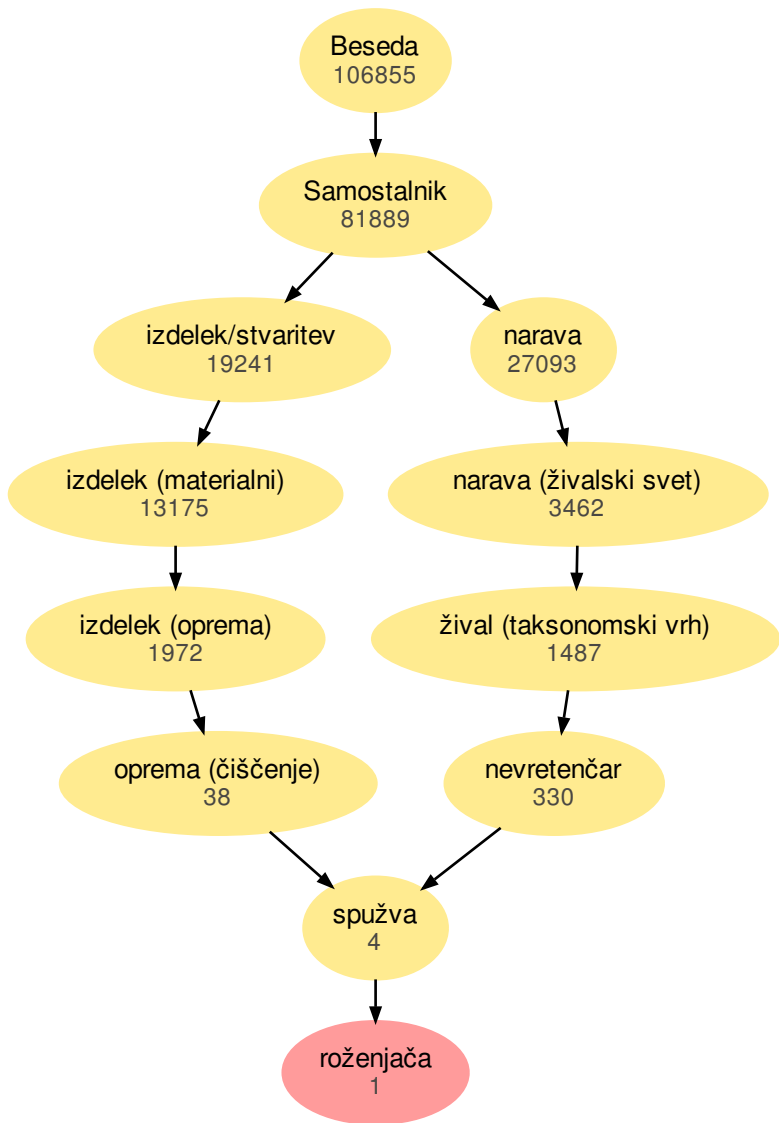 Beseda
106855
Samostalnik
81889
izdelek/stvaritev
19241
narava
27093
izdelek (materialni)
13175
narava (živalski svet)
3462
izdelek (oprema)
1972
žival (taksonomski vrh)
1487
oprema (čiščenje)
38
nevretenčar
330
spužva
4
roženjača
1